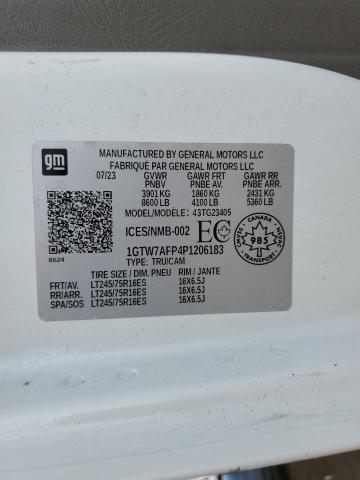 gm
MANUFACTURED BY GENERAL MOTORS LLC
FABRIQUÉ PAR GENERAL MOTORS LLC
07/23 GVWR GAWR FRT GAWR RR
PNBV PNBE AV. PNBE ARR.
3901 KG 1860 KG 2431 KG
8600 LB 4100 LB 5360 LB
MODEL/MODÈLE: 43TG23405
ICES/NMB-002 EC
CANADA
985
8624
1GTW7AFP4P1206183
TYPE: TRU/CAM
TIRE SIZE / DIM. PNEU RIM / JANTE
FRT/AV. LT245/75R16ES 16X6.5J
RR/ARR. LT245/75R16ES 16X6.5J
SPA/SOS LT245/75R16ES 16X6.5J